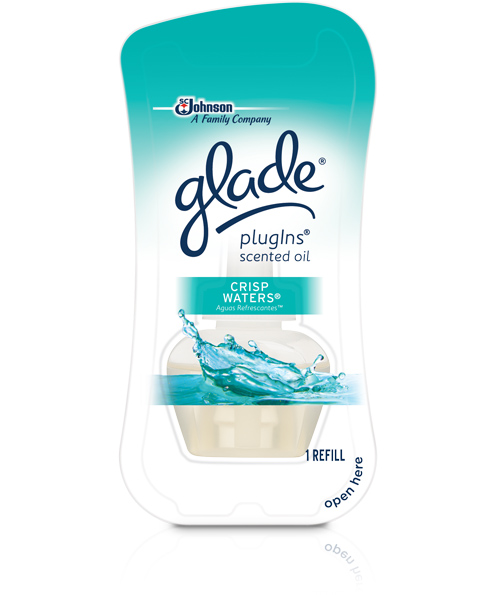 SC
Johnson
A Family Company
glade®
plugIns®
scented oil
CRISP
WATERS®
Aguas Refrescantes™
1 REFILL
open here